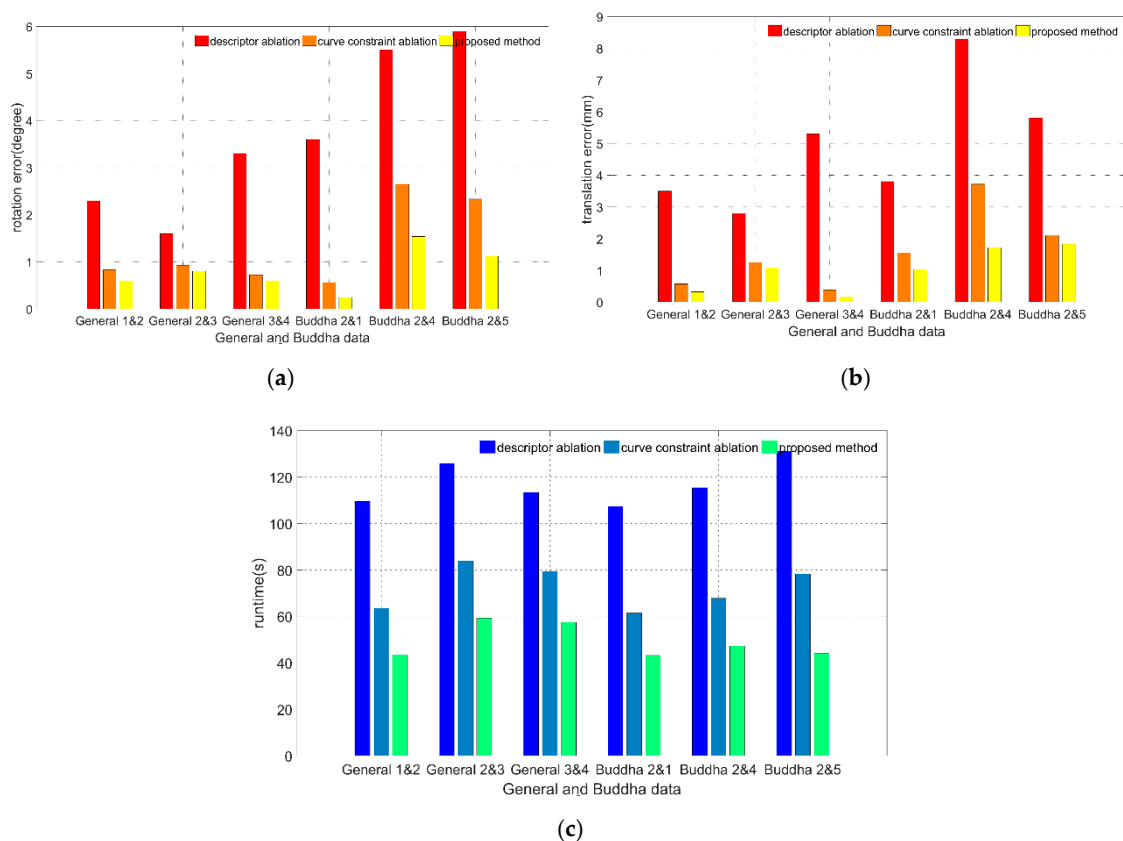 6
5
4
3
2
1
0
rotation error(degree)
descriptor ablation curve constraint ablation proposed method
General 1&2 General 2&3 General 3&4 Buddha 2&1 Buddha 2&4 Buddha 2&5
General and Buddha data
(a)
9
8
7
6
5
4
3
2
1
0
translation error(mm)
descriptor ablation curve constraint ablation proposed method
General 1&2 General 2&3 General 3&4 Buddha 2&1 Buddha 2&4 Buddha 2&5
General and Buddha data
(b)
140
120
100
80
60
40
20
0
runtime(s)
descriptor ablation curve constraint ablation proposed method
General 1&2 General 2&3 General 3&4 Buddha 2&1 Buddha 2&4 Buddha 2&5
General and Buddha data
(c)